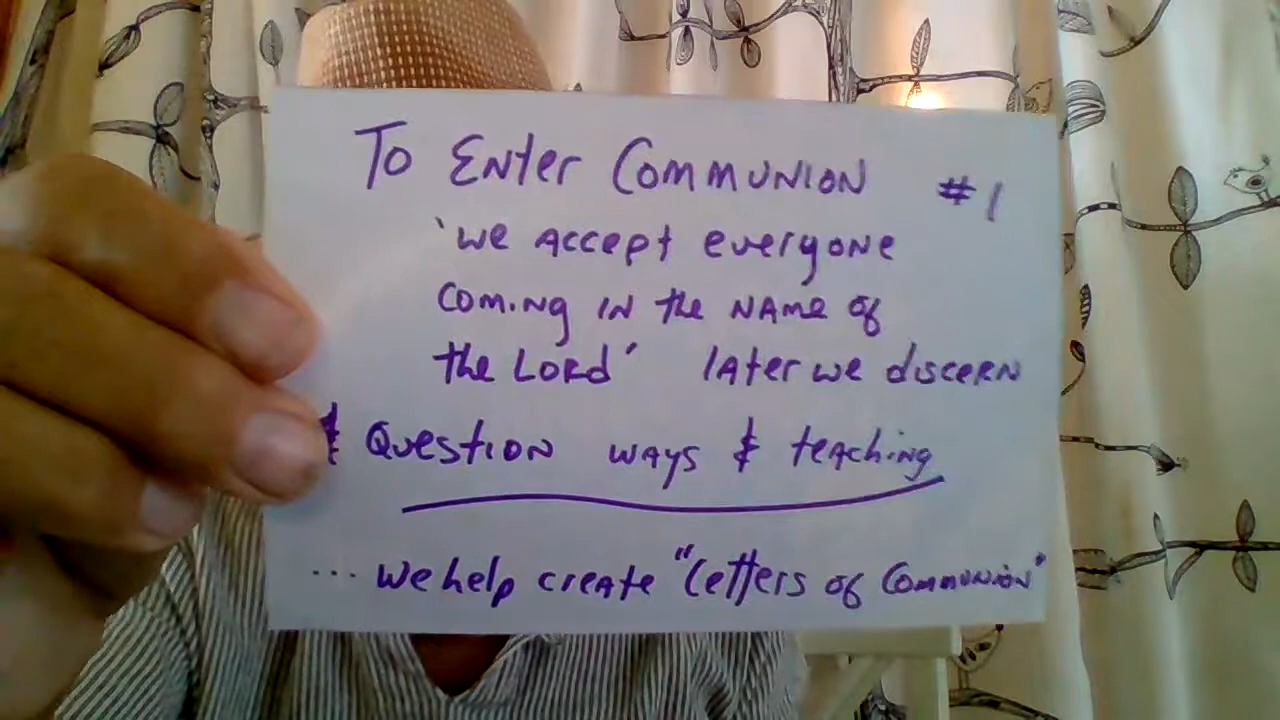 To Enter Communion #1
'we accept everyone
coming in the name of
the Lord' later we discern
& Question ways & teaching
... we help create "Letters of Communion"